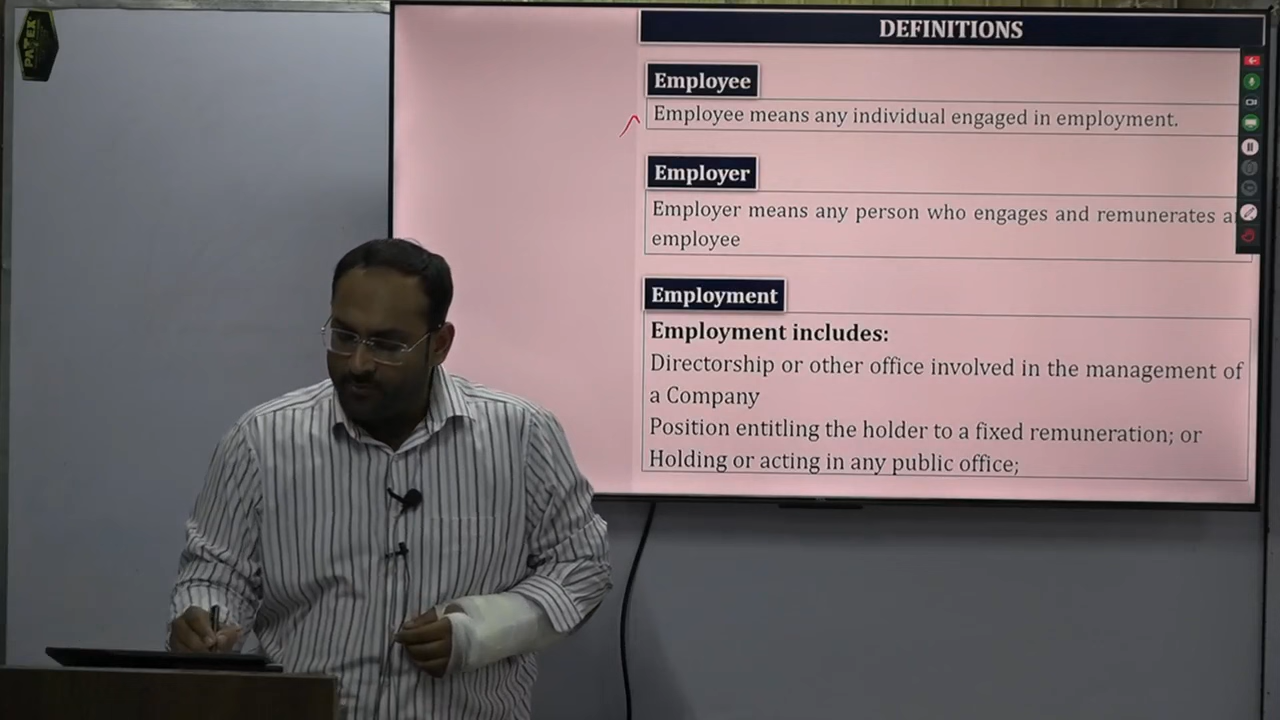 PATEX
DEFINITIONS
Employee
Employee means any individual engaged in employment.
Employer
Employer means any person who engages and remunerates
employee
Employment
Employment includes:
Directorship or other office involved in the management of
a Company
Position entitling the holder to a fixed remuneration; or
Holding or acting in any public office;